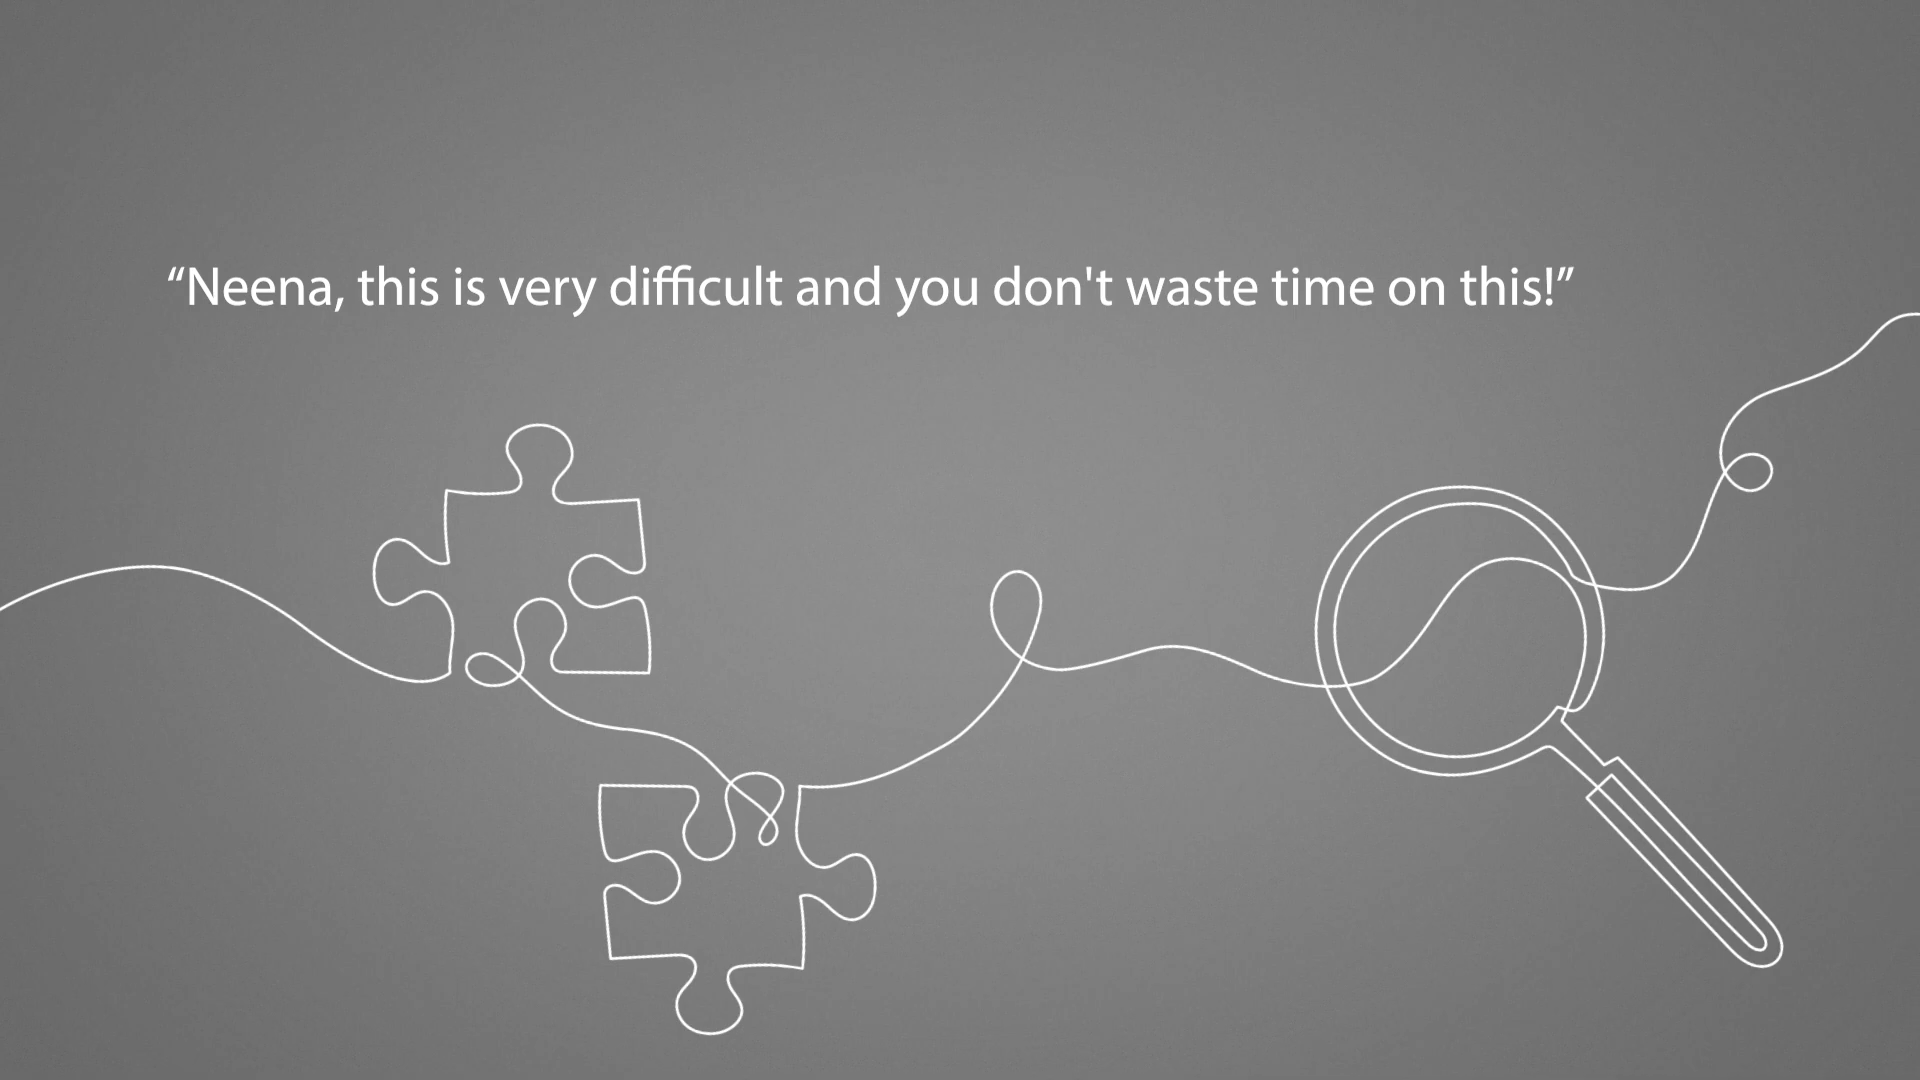 “Neena, this is very difficult and you don't waste time on this!”